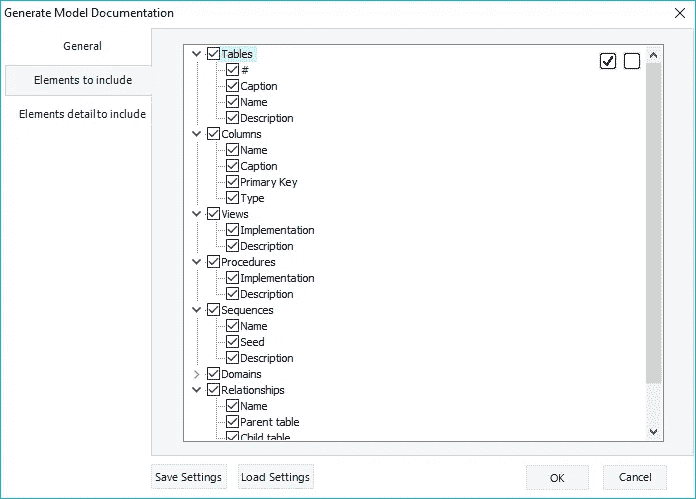 Generate Model Documentation
General
Elements to include
Elements detail to include
Tables
#
Caption
Name
Description
Columns
Name
Caption
Primary Key
Type
Views
Implementation
Description
Procedures
Implementation
Description
Sequences
Name
Seed
Description
Domains
Relationships
Name
Parent table
Child table
Save Settings
Load Settings
OK
Cancel